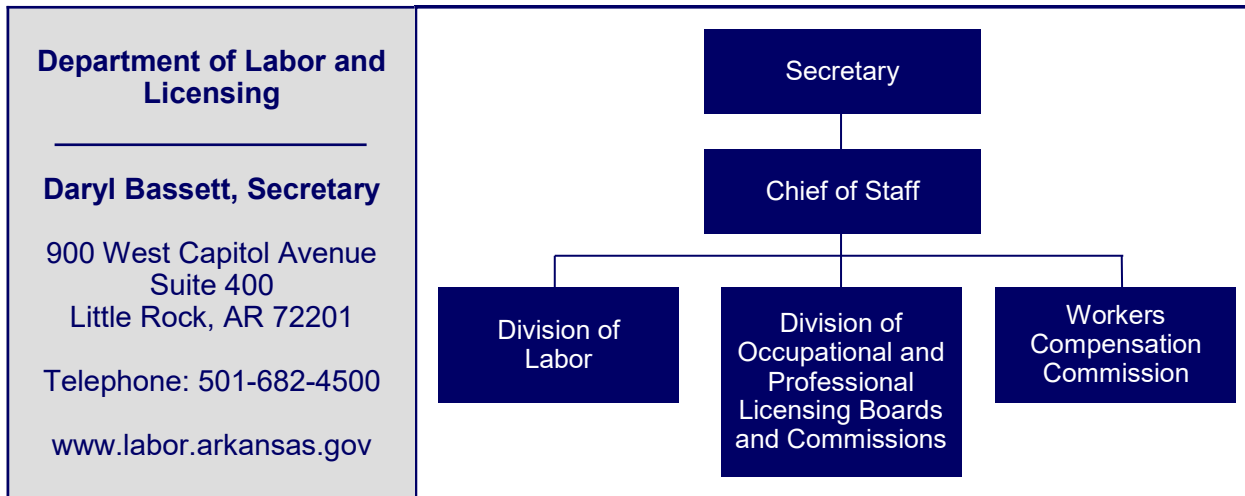 Department of Labor and
Licensing
Daryl Bassett, Secretary
900 West Capitol Avenue
Suite 400
Little Rock, AR 72201
Telephone: 501-682-4500
www.labor.arkansas.gov
Secretary
Chief of Staff
Division of
Labor
Division of
Occupational and
Professional
Licensing Boards
and Commissions
Workers
Compensation
Commission